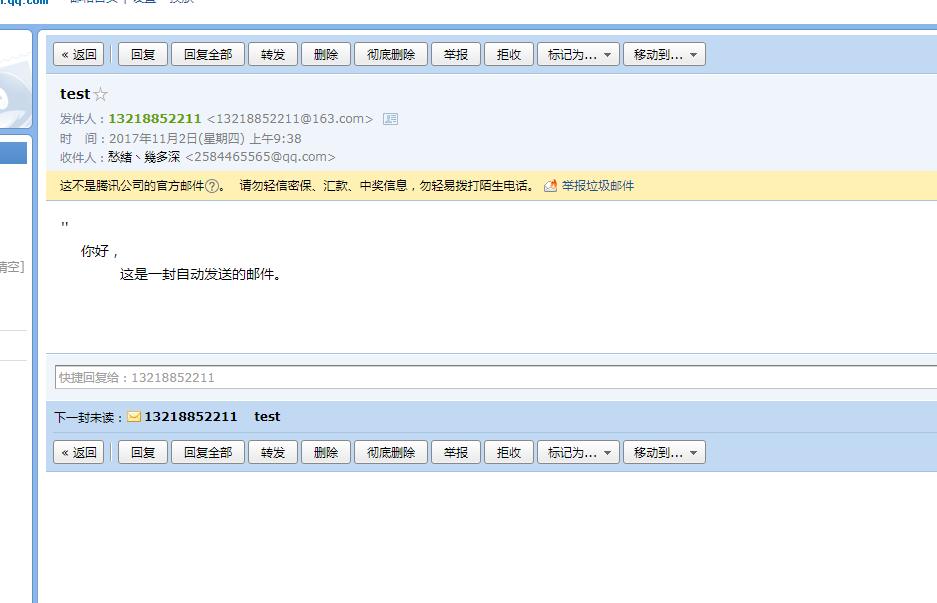 « 返回 回复 回复全部 转发 删除 彻底删除 举报 拒收 标记为... 移动到...
test
发件人：13218852211 <13218852211@163.com>
时 间：2017年11月2日(星期四) 上午9:38
收件人：愁绪丶幾多深 <2584465565@qq.com>
这不是腾讯公司的官方邮件?。 请勿轻信密保、汇款、中奖信息，勿轻易拨打陌生电话。 举报垃圾邮件
"
你好，
清空]
这是一封自动发送的邮件。
快捷回复给：13218852211
下一封未读： 13218852211 test
« 返回 回复 回复全部 转发 删除 彻底删除 举报 拒收 标记为... 移动到...